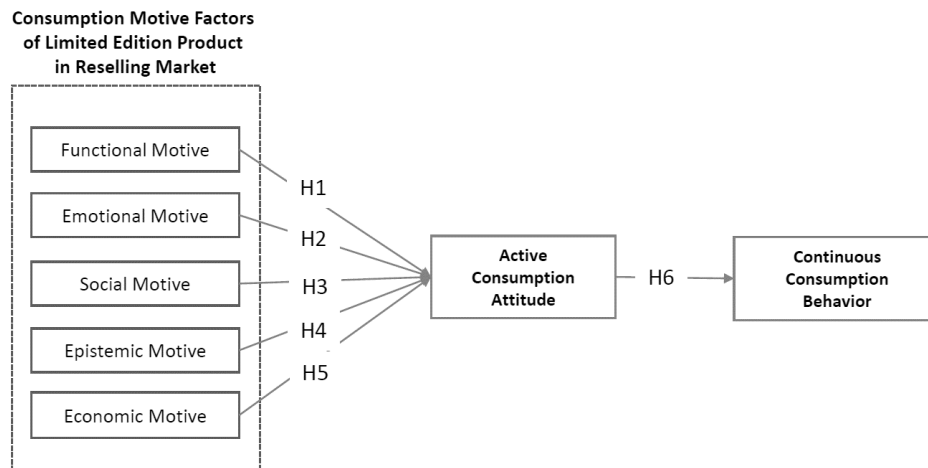 Consumption Motive Factors
of Limited Edition Product
in Reselling Market
Functional Motive
Emotional Motive
Social Motive
Epistemic Motive
Economic Motive
H1
H2
H3
H4
H5
Active
Consumption
Attitude
H6
Continuous
Consumption
Behavior